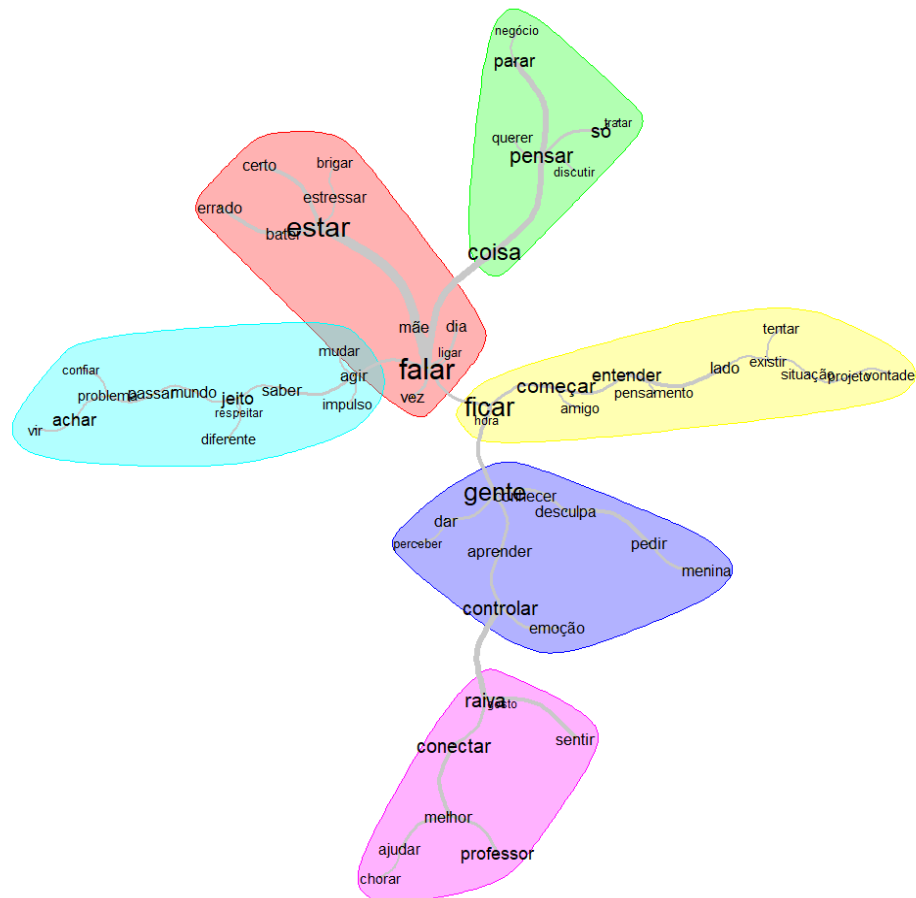 negócio
parar
tratar
só
querer
pensar
discutir
coisa
certo
brigar
estressar
errado
bater
estar
mãe
dia
ligar
falar
vez
mudar
agir
impulso
confiar
problema
passar
mundo
jeito
saber
respeitar
achar
vir
diferente
tentar
existir
lado
situação
projeto
vontade
entender
pensamento
começar
amigo
ficar
hora
gente
conhecer
desculpa
dar
perceber
aprender
pedir
menina
controlar
emoção
raiva
gosto
conectar
sentir
melhor
ajudar
professor
chorar